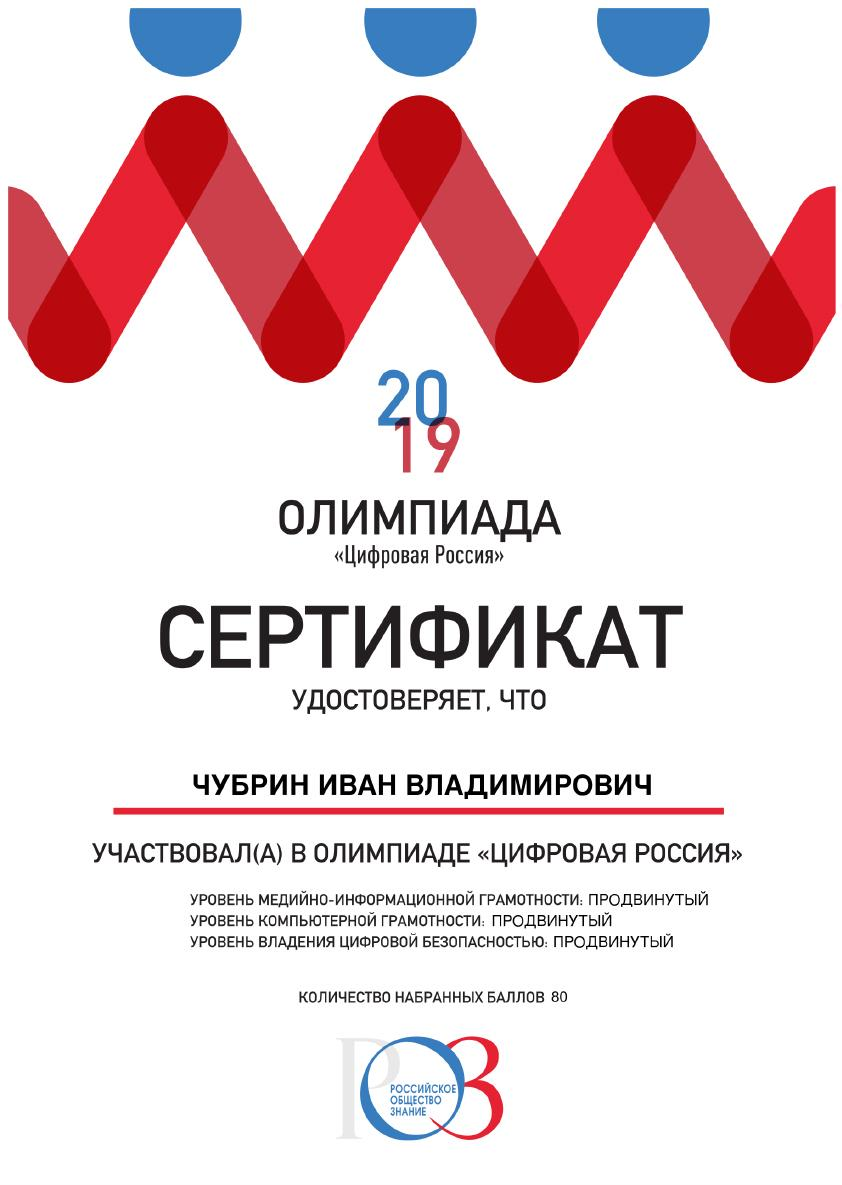 20
19
ОЛИМПИАДА
«Цифровая Россия»
СЕРТИФИКАТ
УДОСТОВЕРЯЕТ, ЧТО
ЧУБРИН ИВАН ВЛАДИМИРОВИЧ
УЧАСТВОВАЛ(А) В ОЛИМПИАДЕ «ЦИФРОВАЯ РОССИЯ»
УРОВЕНЬ МЕДИЙНО-ИНФОРМАЦИОННОЙ ГРАМОТНОСТИ: ПРОДВИНУТЫЙ
УРОВЕНЬ КОМПЬЮТЕРНОЙ ГРАМОТНОСТИ: ПРОДВИНУТЫЙ
УРОВЕНЬ ВЛАДЕНИЯ ЦИФРОВОЙ БЕЗОПАСНОСТЬЮ: ПРОДВИНУТЫЙ
КОЛИЧЕСТВО НАБРАННЫХ БАЛЛОВ 80
РОЗ
РОССИЙСКОЕ
ОБЩЕСТВО
ЗНАНИЕ